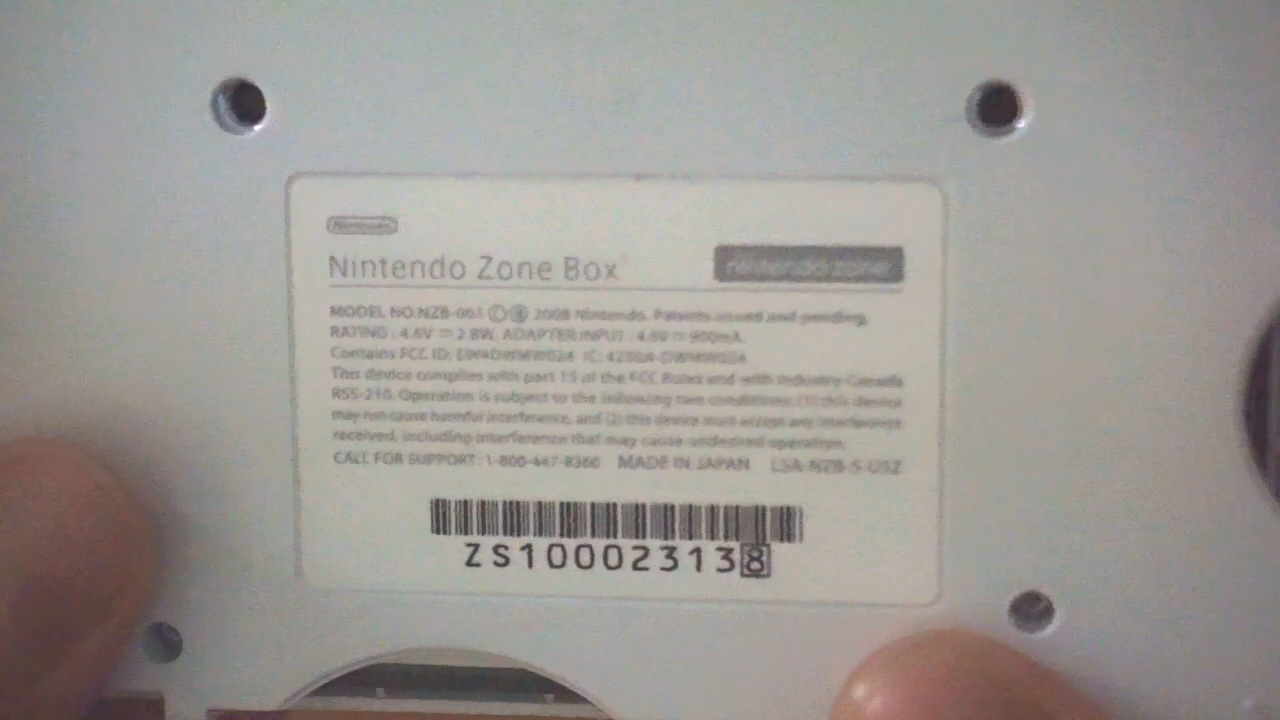 Nintendo
Nintendo Zone Box
nintendo zone
MODEL NO.NZB-001 © Ⓟ 2008 Nintendo. Patents issued and pending.
RATING : 4.6V ⎓ 2.8W, ADAPTER INPUT : 4.6V ⎓ 900mA
Contains FCC ID: IC:
This device complies with part 15 of the FCC Rules and with Industry Canada
RSS-210. Operation is subject to the following two conditions: (1) this device
may not cause harmful interference, and (2) this device must accept any interference
received, including interference that may cause undesired operation.
CALL FOR SUPPORT: 1-800-447-8360 MADE IN JAPAN LSA-NZB-S-USZ
ZS100023138